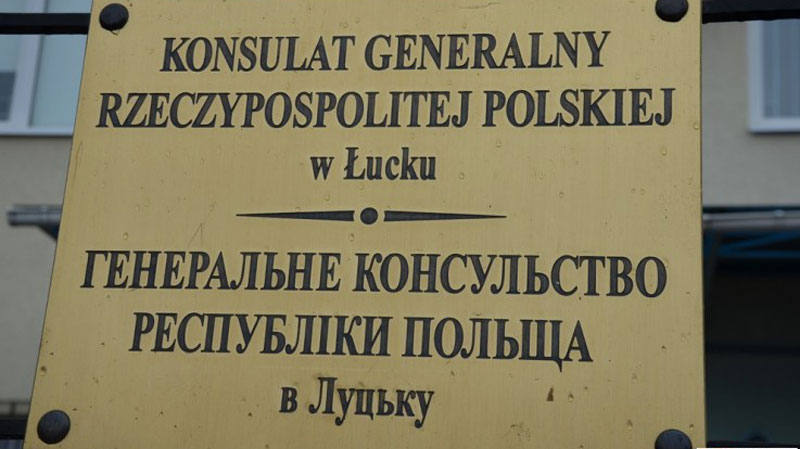 KONSULAT GENERALNY
RZECZYPOSPOLITEJ POLSKIEJ
w Łucku
ГЕНЕРАЛЬНЕ КОНСУЛЬСТВО
РЕСПУБЛІКИ ПОЛЬЩА
в Луцьку